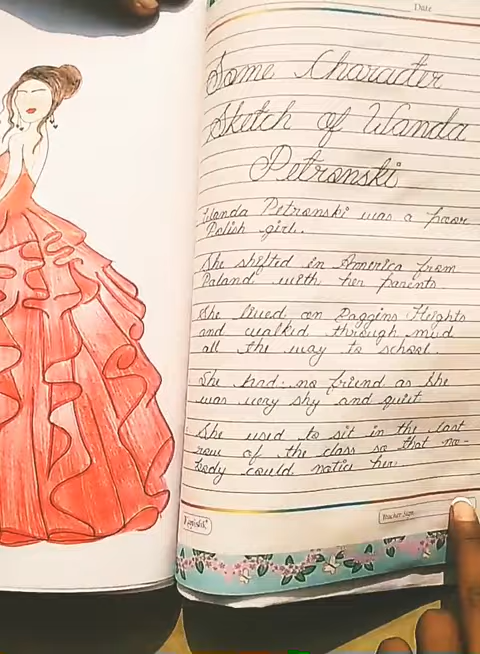 Date
Some Character
Sketch of Wanda
Petronski
Wanda Petronski was a poor
Polish girl.
She shifted in America from
Poland with her parents
She lived on Boggins Heights
and walked through mud
all the way to school.
She had no friend as she
was very shy and quiet
She used to sit in the last
row of the class so that no-
body could notice her.
Teacher Sign